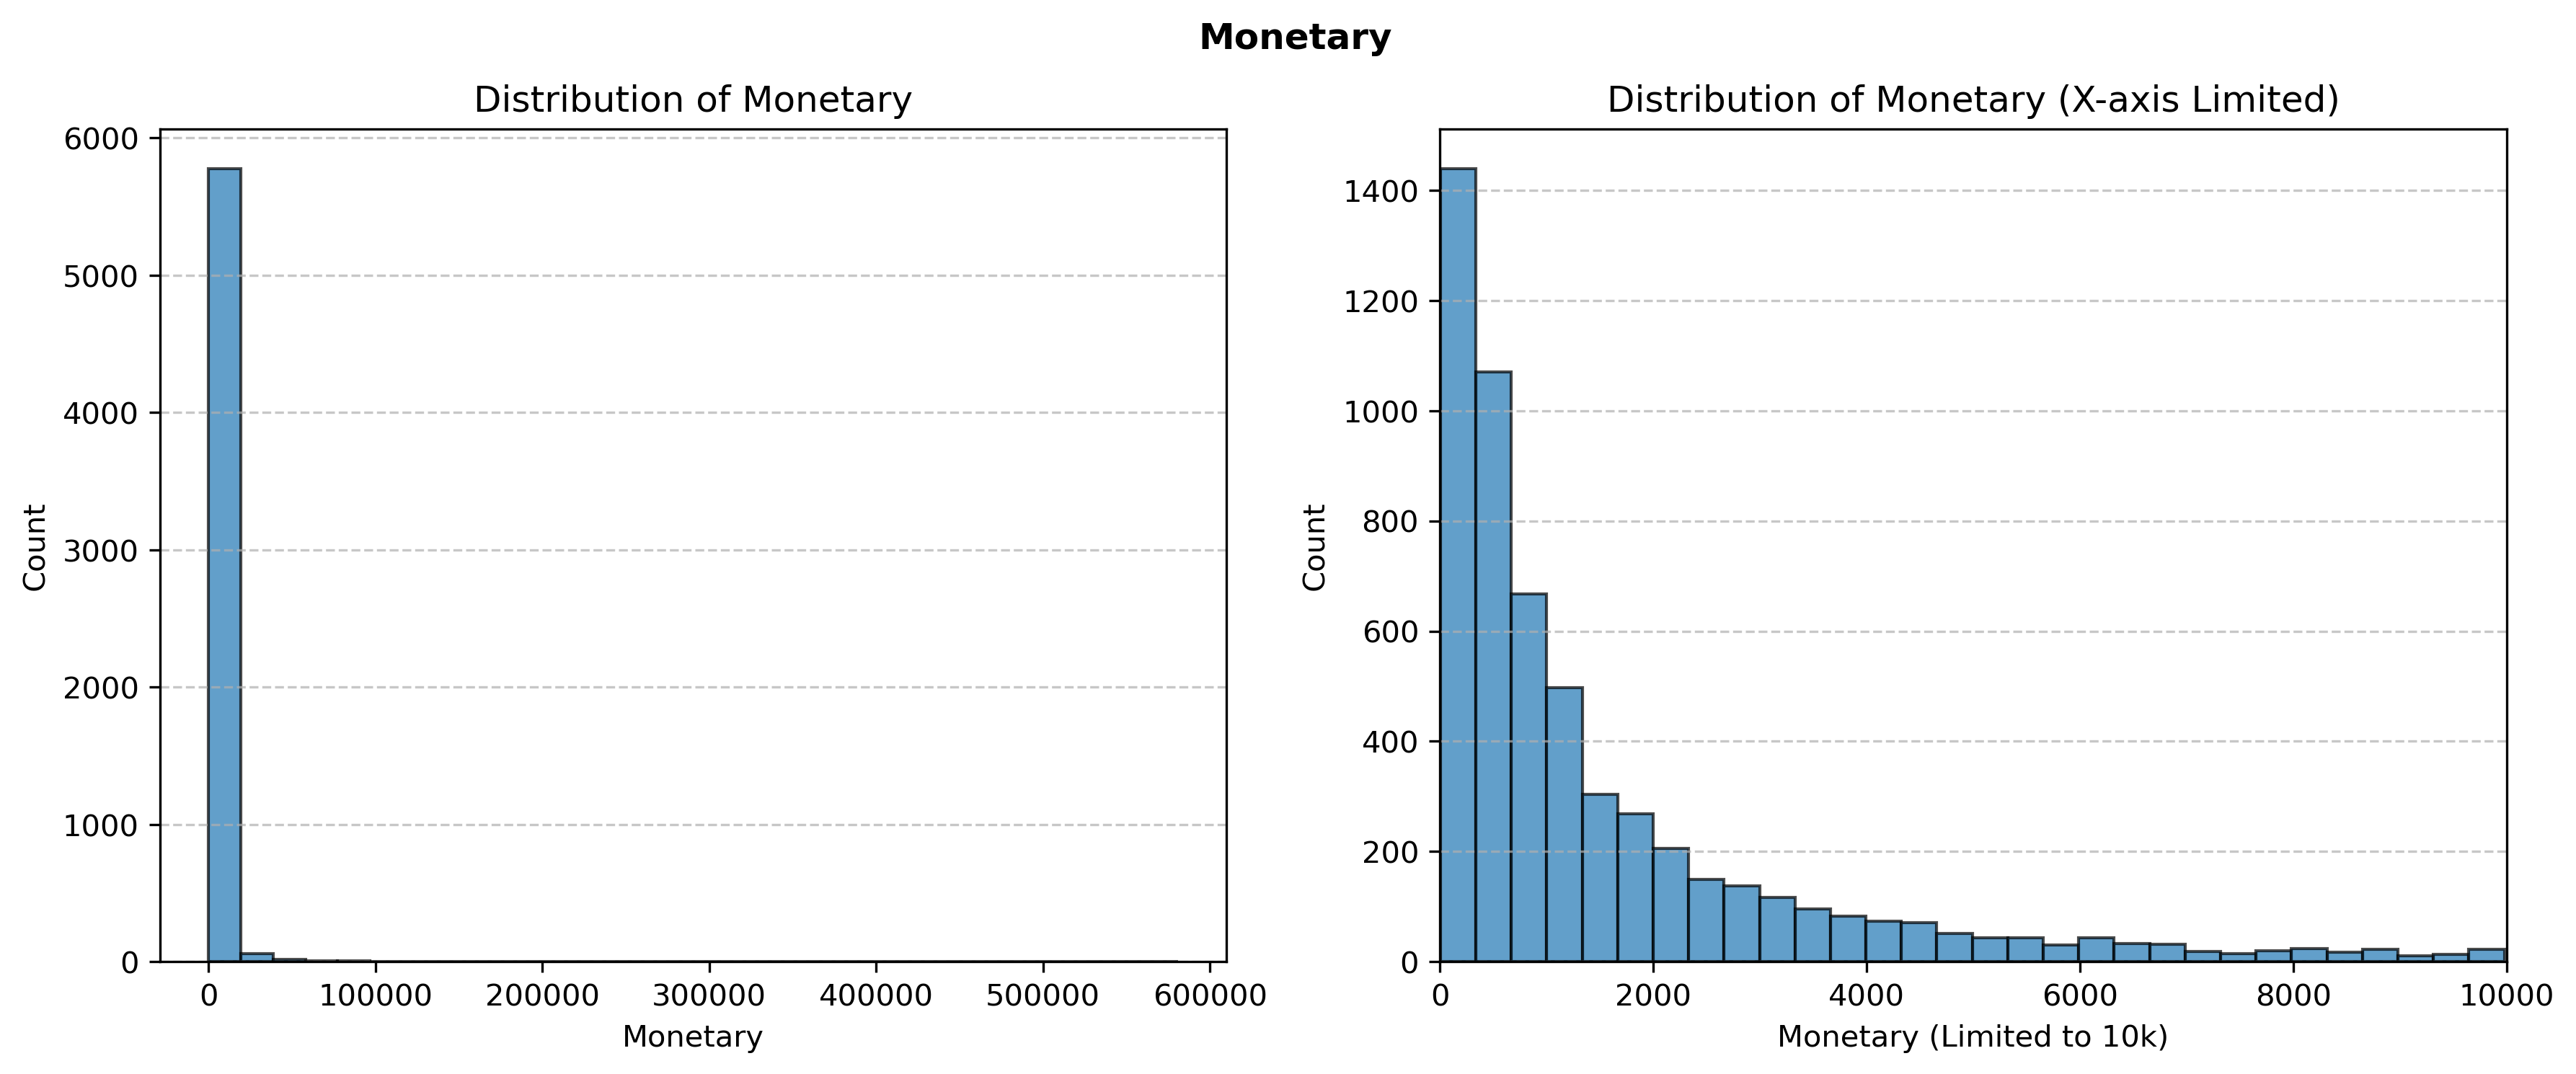 Monetary
Distribution of Monetary
6000
5000
4000
3000
2000
1000
0
Count
0 100000 200000 300000 400000 500000 600000
Monetary
Distribution of Monetary (X-axis Limited)
1400
1200
1000
800
600
400
200
0
Count
0 2000 4000 6000 8000 10000
Monetary (Limited to 10k)